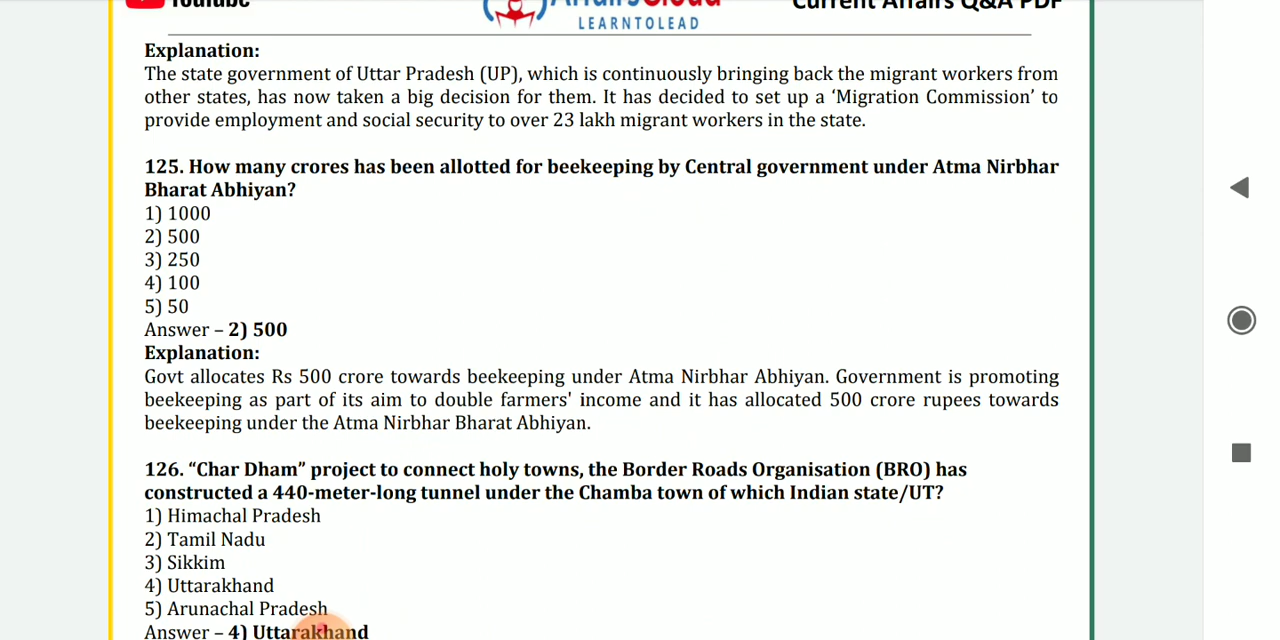 YouTube
AffairsCloud
Current Affairs Q&A PDF
LEARNTOLEAD
Explanation:
The state government of Uttar Pradesh (UP), which is continuously bringing back the migrant workers from
other states, has now taken a big decision for them. It has decided to set up a ‘Migration Commission’ to
provide employment and social security to over 23 lakh migrant workers in the state.
125. How many crores has been allotted for beekeeping by Central government under Atma Nirbhar
Bharat Abhiyan?
1) 1000
2) 500
3) 250
4) 100
5) 50
Answer – 2) 500
Explanation:
Govt allocates Rs 500 crore towards beekeeping under Atma Nirbhar Abhiyan. Government is promoting
beekeeping as part of its aim to double farmers' income and it has allocated 500 crore rupees towards
beekeeping under the Atma Nirbhar Bharat Abhiyan.
126. “Char Dham” project to connect holy towns, the Border Roads Organisation (BRO) has
constructed a 440-meter-long tunnel under the Chamba town of which Indian state/UT?
1) Himachal Pradesh
2) Tamil Nadu
3) Sikkim
4) Uttarakhand
5) Arunachal Pradesh
Answer – 4) Uttarakhand